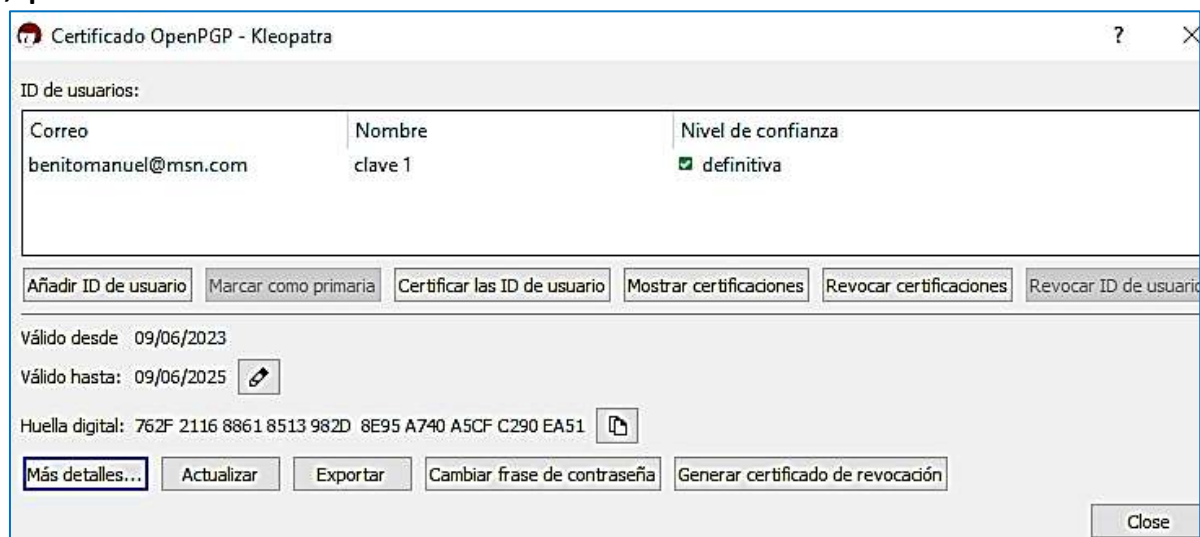 Certificado OpenPGP - Kleopatra ?
ID de usuarios:
Correo Nombre Nivel de confianza
benitomanuel@msn.com clave 1 definitiva
Añadir ID de usuario Marcar como primaria Certificar las ID de usuario Mostrar certificaciones Revocar certificaciones Revocar ID de usuario
Válido desde 09/06/2023
Válido hasta: 09/06/2025
Huella digital: 762F 2116 8861 8513 982D 8E95 A740 A5CF C290 EA51
Más detalles... Actualizar Exportar Cambiar frase de contraseña Generar certificado de revocación
Close